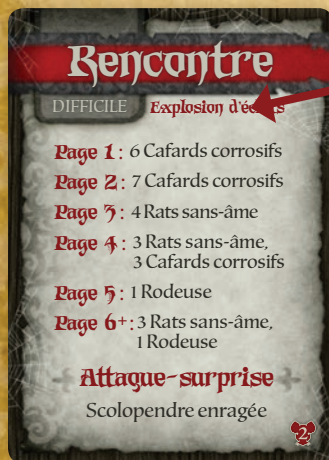 Rencontre
DIFFICILE Explosion
Page 1 : 6 Cafards corrosifs
Page 2 : 7 Cafards corrosifs
Page 3 : 4 Rats sans-âme
Page 4 : 3 Rats sans-âme,
3 Cafards corrosifs
Page 5 : 1 Rodeuse
Page 6+: 3 Rats sans-âme,
1 Rodeuse
Attaque-surprise
Scolopendre enragée
2